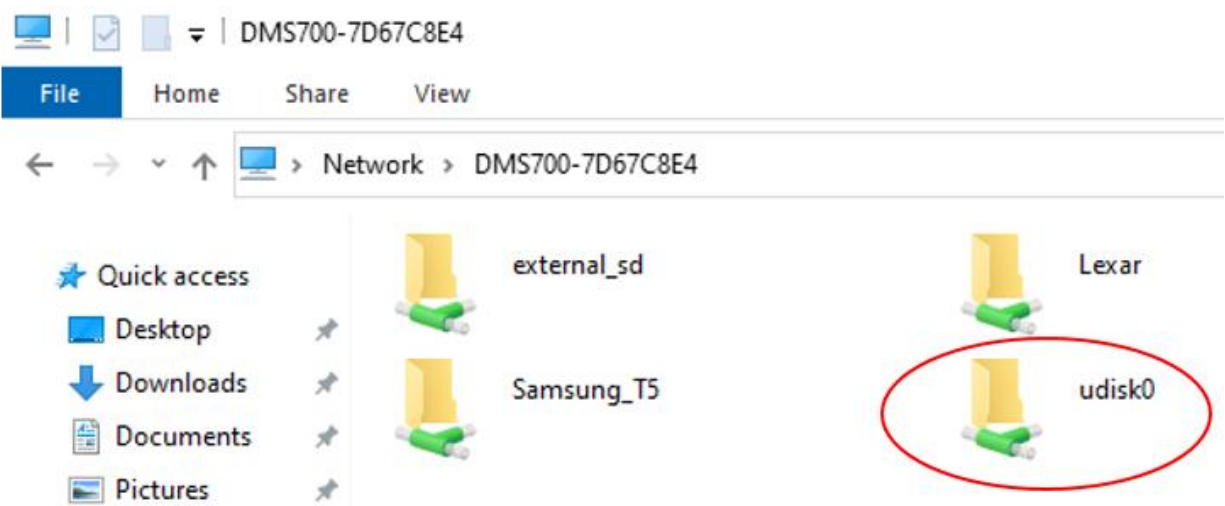 DMS700-7D67C8E4
File Home Share View
Network > DMS700-7D67C8E4
Quick access
Desktop
Downloads
Documents
Pictures
external_sd
Lexar
Samsung_T5
udisk0